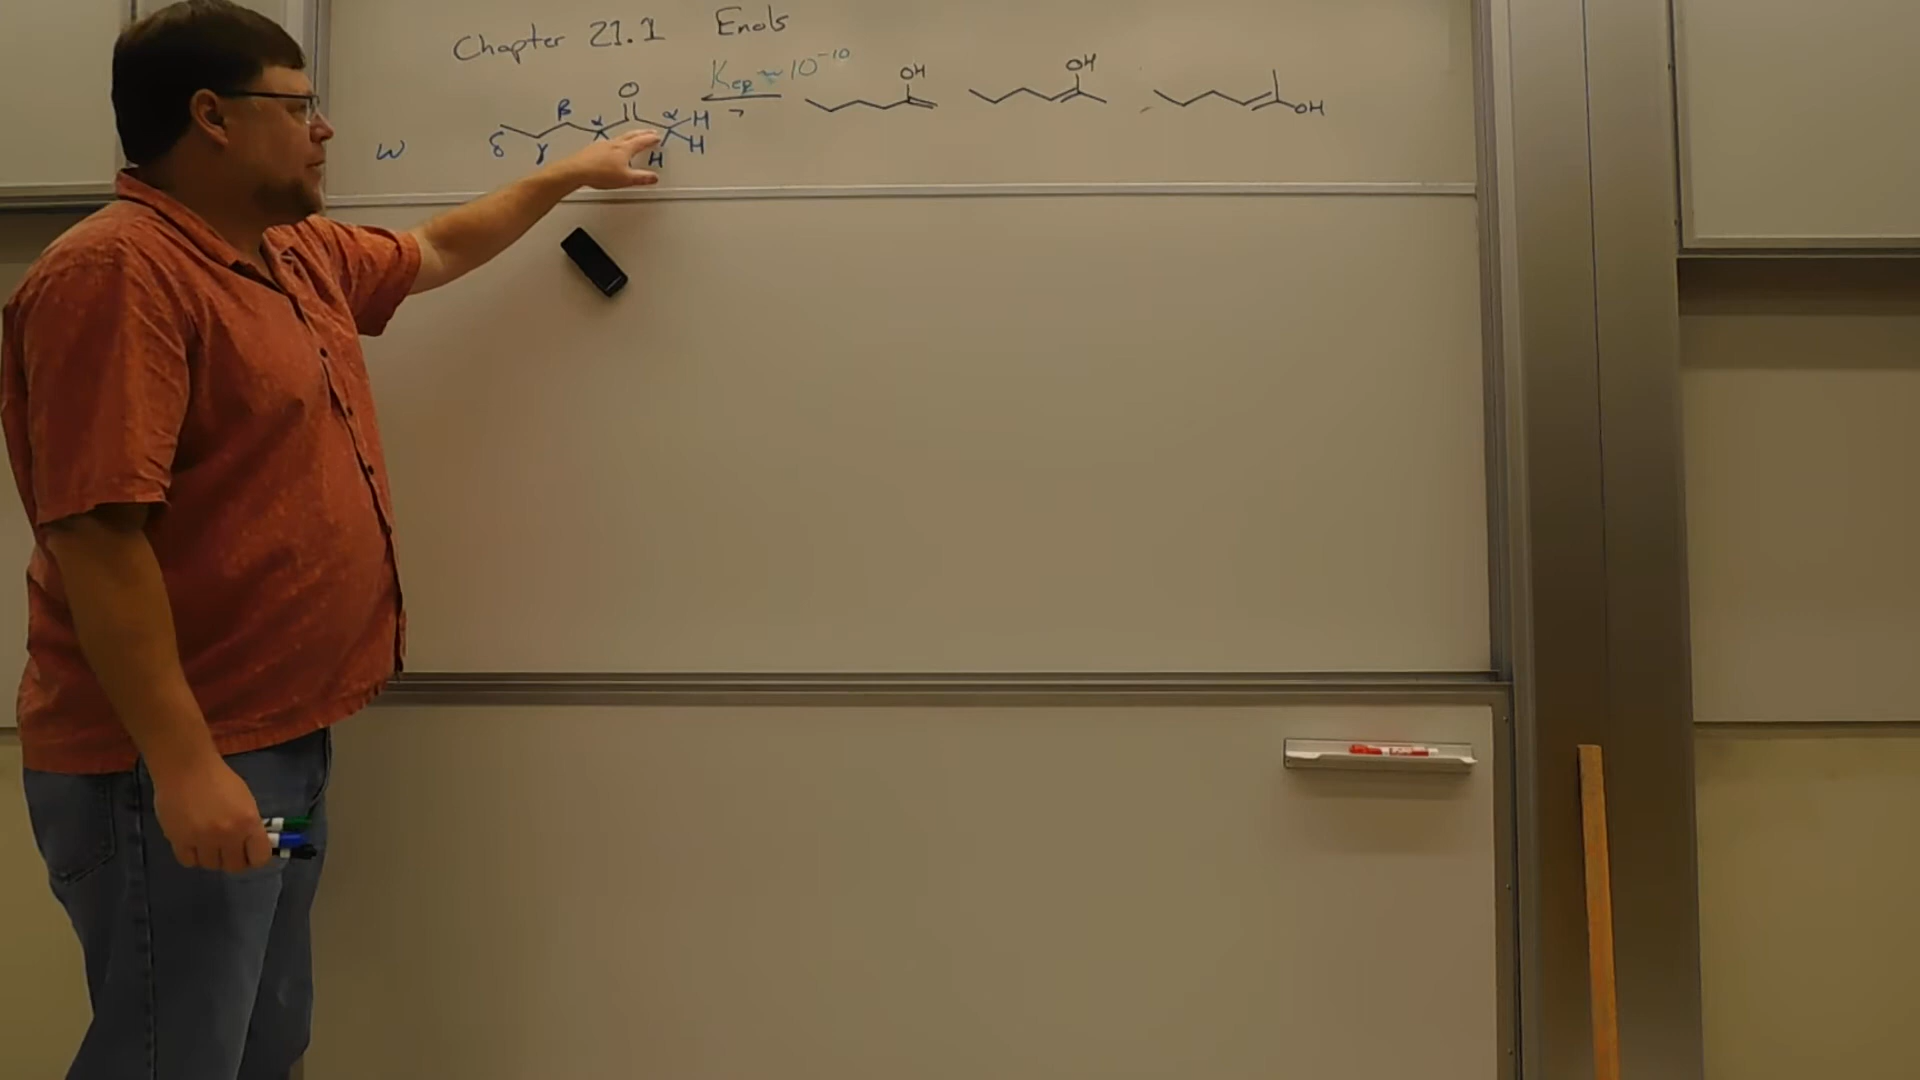 Chapter 21.1 Enols
Keq ~ 10⁻¹⁰
O
OH
OH
OH
β
α
α
H
H
H
δ
γ
ω